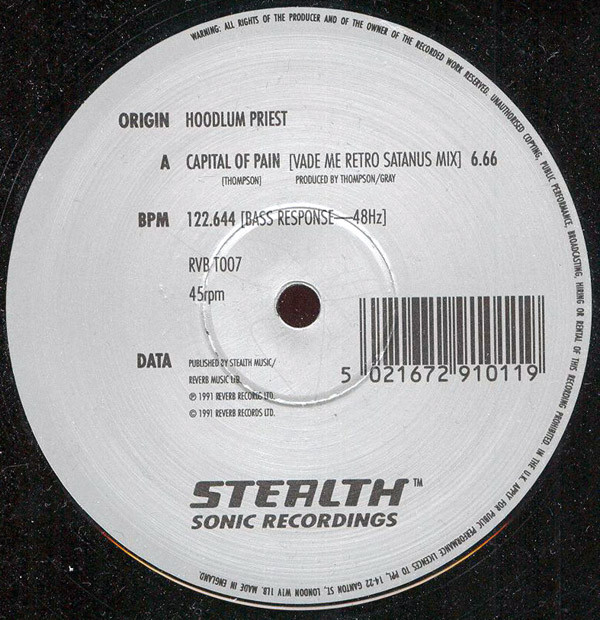 WARNING: ALL RIGHTS OF THE PRODUCER AND OF THE OWNER OF THE RECORDED WORK RESERVED. UNAUTHORISED COPYING, PUBLIC PERFORMANCE, BROADCASTING, HIRING OR RENTAL OF THIS RECORDING PROHIBITED. IN THE U.K. APPLY FOR PUBLIC PERFORMANCE LICENCES TO PPL, 14-22 GANTON ST, LONDON W1V 1LB. MADE IN ENGLAND.
ORIGIN HOODLUM PRIEST
A CAPITAL OF PAIN [VADE ME RETRO SATANUS MIX] 6.66
(THOMPSON) PRODUCED BY THOMPSON/GRAY
BPM 122.644 [BASS RESPONSE—48Hz]
RVB T007
45rpm
5 021672 910119
DATA PUBLISHED BY STEALTH MUSIC/
REVERB MUSIC LTD.
℗ 1991 REVERB RECORDS LTD.
© 1991 REVERB RECORDS LTD.
STEALTH™
SONIC RECORDINGS